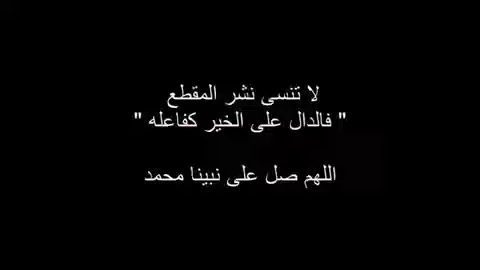 لا تنسى نشر المقطع
" فالدال على الخير كفاعله "
اللهم صل على نبينا محمد